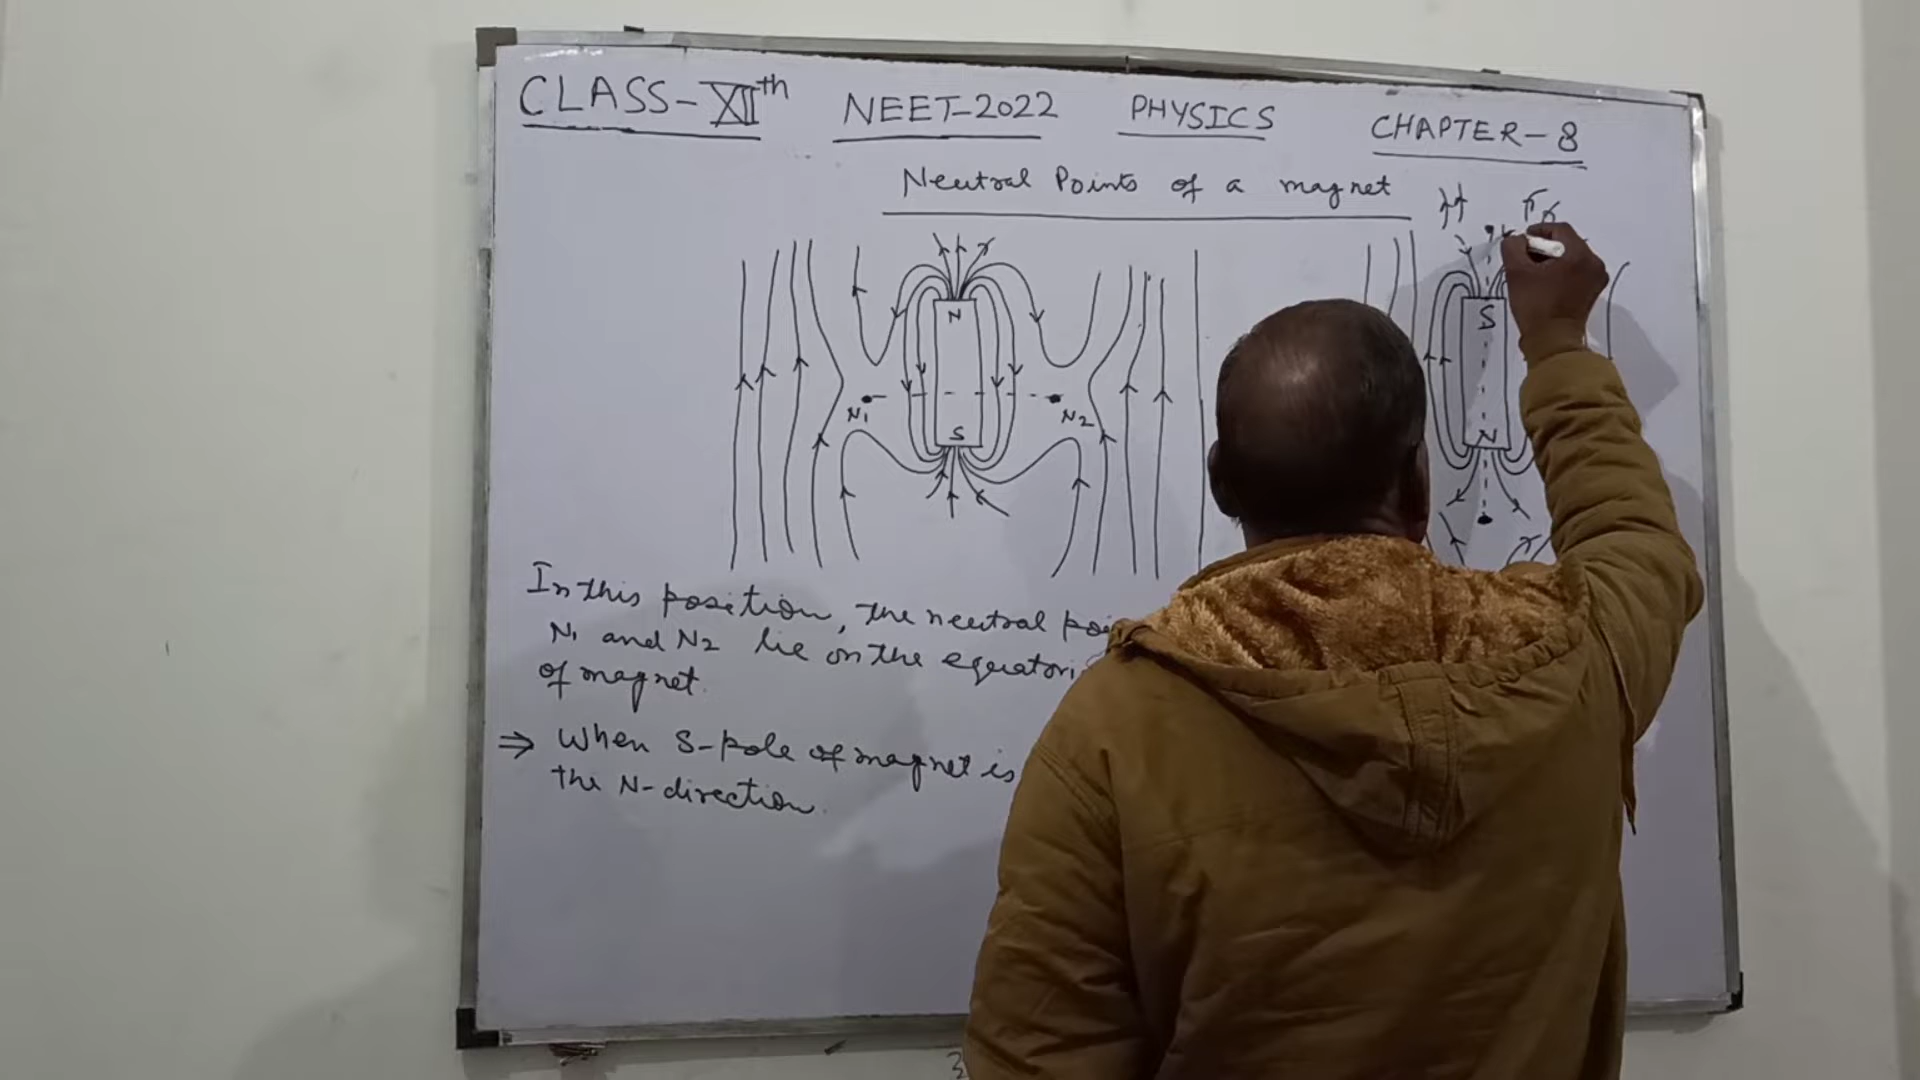 CLASS-XIIth NEET-2022 PHYSICS CHAPTER-8
Neutral Points of a magnet
N
S
N1
N2
S
N
In this position, the neutral
N1 and N2 lie on the
of magnet.
⇒ When S-pole of magnet is
the N-direction.